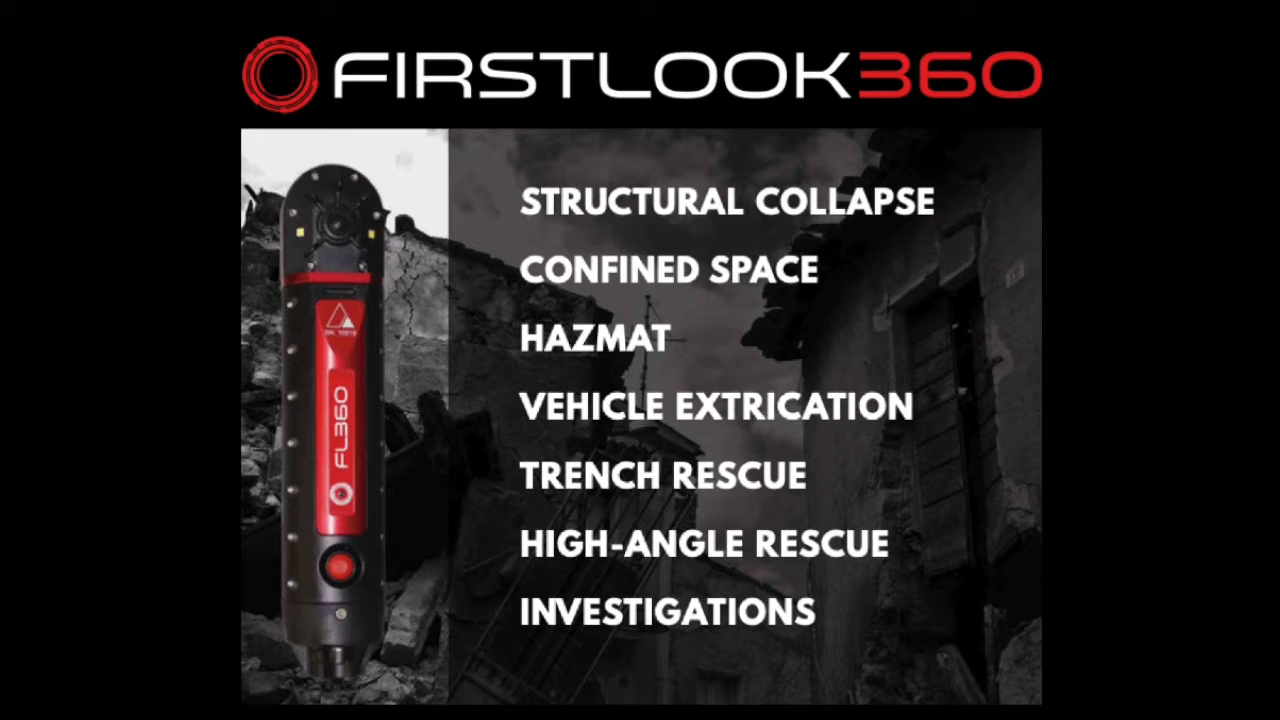 FIRSTLOOK360
STRUCTURAL COLLAPSE
CONFINED SPACE
HAZMAT
VEHICLE EXTRICATION
TRENCH RESCUE
HIGH-ANGLE RESCUE
INVESTIGATIONS
FL360